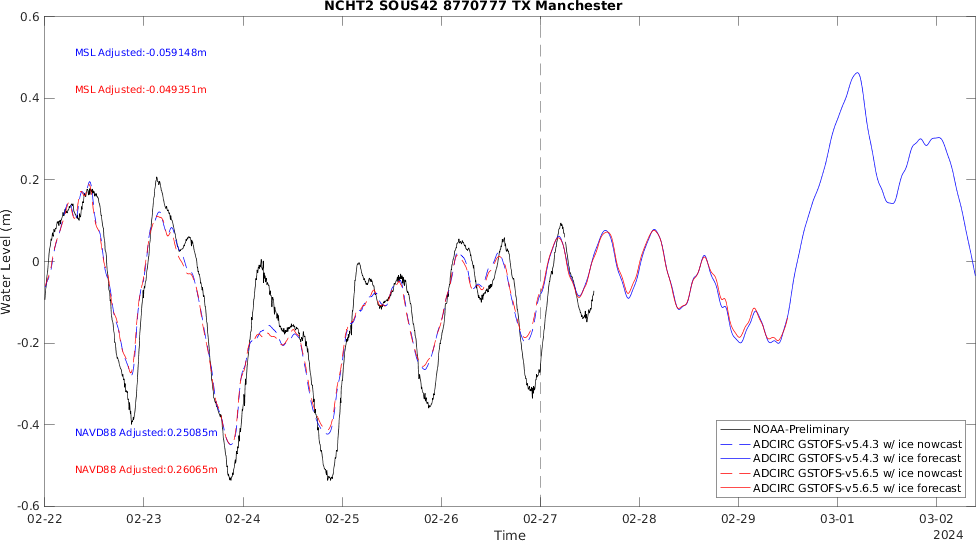 NCHT2 SOUS42 8770777 TX Manchester
0.6
0.4
0.2
0
-0.2
-0.4
-0.6
Water Level (m)
MSL Adjusted:-0.059148m
MSL Adjusted:-0.049351m
NAVD88 Adjusted:0.25085m
NAVD88 Adjusted:0.26065m
NOAA-Preliminary
ADCIRC GSTOFS-v5.4.3 w/ ice nowcast
ADCIRC GSTOFS-v5.4.3 w/ ice forecast
ADCIRC GSTOFS-v5.6.5 w/ ice nowcast
ADCIRC GSTOFS-v5.6.5 w/ ice forecast
02-22 02-23 02-24 02-25 02-26 02-27 02-28 02-29 03-01 03-02
Time
2024